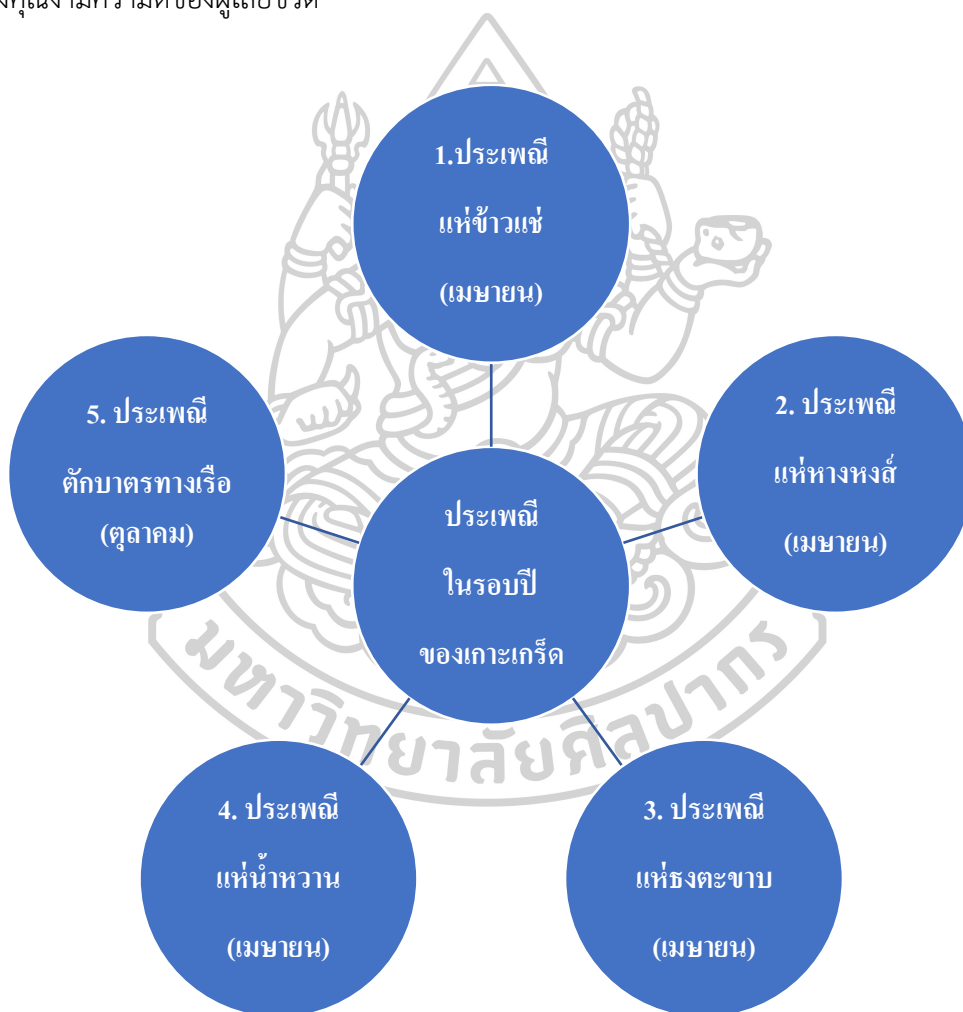 1.ประเพณี
แห่ข้าวแช่
(เมษายน)
2. ประเพณี
แห่หางหงส์
(เมษายน)
3. ประเพณี
แห่ธงตะขาบ
(เมษายน)
4. ประเพณี
แห่น้ำหวาน
(เมษายน)
5. ประเพณี
ตักบาตรทางเรือ
(ตุลาคม)
ประเพณี
ในรอบปี
ของเกาะเกร็ด
มหาวิทยาลัยศิลปากร